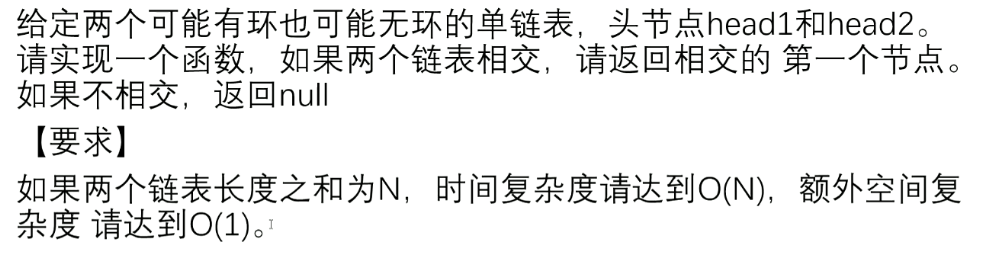 给定两个可能有环也可能无环的单链表，头节点head1和head2。
请实现一个函数，如果两个链表相交，请返回相交的 第一个节点。
如果不相交，返回null
【要求】
如果两个链表长度之和为N，时间复杂度请达到O(N)，额外空间复
杂度 请达到O(1)。